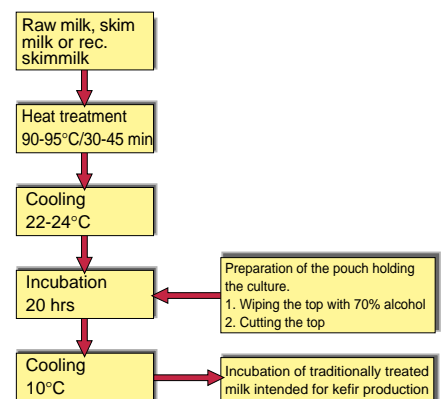 Raw milk, skim
milk or rec.
skimmilk
Heat treatment
90-95°C/30-45 min
Cooling
22-24°C
Incubation
20 hrs
Preparation of the pouch holding
the culture.
1. Wiping the top with 70% alcohol
2. Cutting the top
Cooling
10°C
Incubation of traditionally treated
milk intended for kefir production